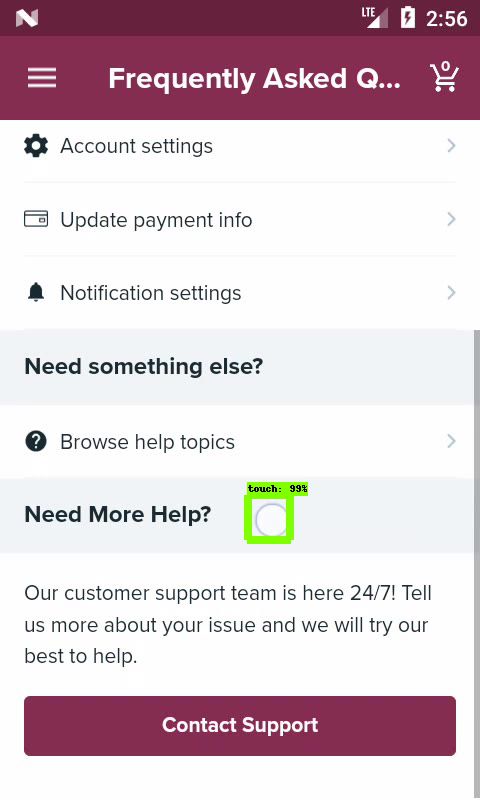 LTE 2:56
Frequently Asked Q... 0
Account settings
Update payment info
Notification settings
Need something else?
Browse help topics
touch: 99%
Need More Help?
Our customer support team is here 24/7! Tell
us more about your issue and we will try our
best to help.
Contact Support